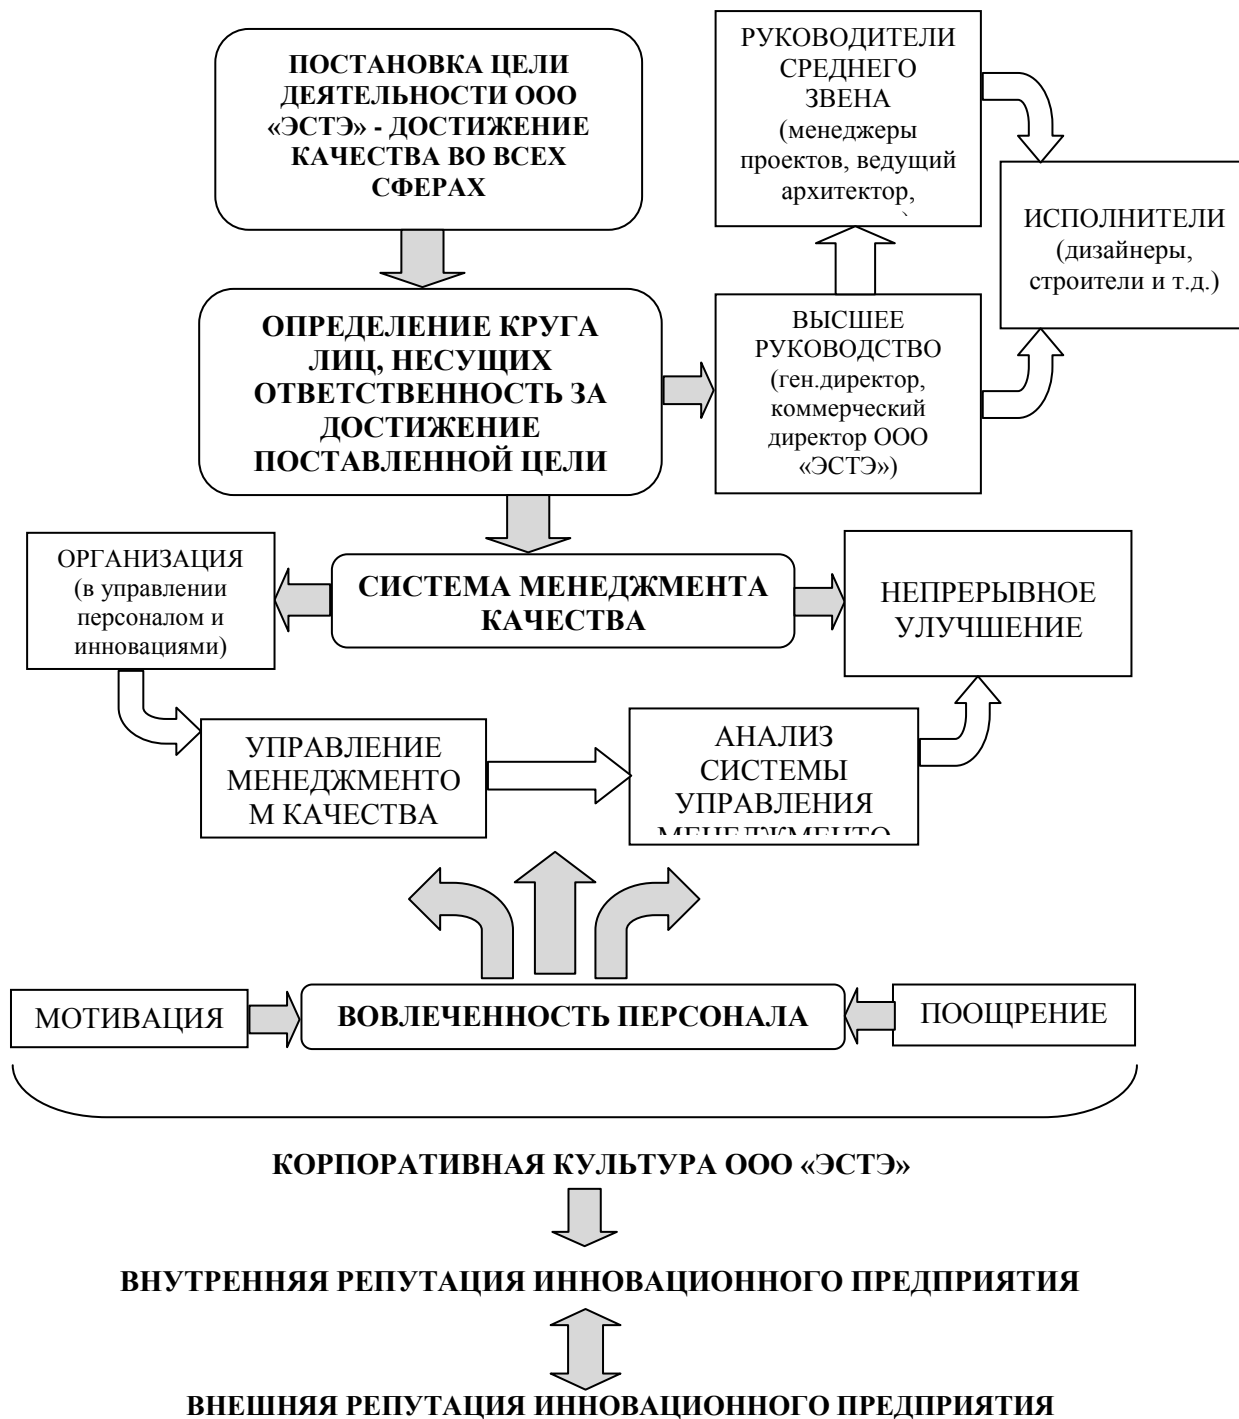 ПОСТАНОВКА ЦЕЛИ
ДЕЯТЕЛЬНОСТИ ООО
«ЭСТЭ» - ДОСТИЖЕНИЕ
КАЧЕСТВА ВО ВСЕХ
СФЕРАХ
РУКОВОДИТЕЛИ
СРЕДНЕГО
ЗВЕНА
(менеджеры
проектов, ведущий
архитектор,
ИСПОЛНИТЕЛИ
(дизайнеры,
строители и т.д.)
ОПРЕДЕЛЕНИЕ КРУГА
ЛИЦ, НЕСУЩИХ
ОТВЕТСТВЕННОСТЬ ЗА
ДОСТИЖЕНИЕ
ПОСТАВЛЕННОЙ ЦЕЛИ
ВЫСШЕЕ
РУКОВОДСТВО
(ген.директор,
коммерческий
директор ООО
«ЭСТЭ»)
ОРГАНИЗАЦИЯ
(в управлении
персоналом и
инновациями)
СИСТЕМА МЕНЕДЖМЕНТА
КАЧЕСТВА
НЕПРЕРЫВНОЕ
УЛУЧШЕНИЕ
УПРАВЛЕНИЕ
МЕНЕДЖМЕНТО
М КАЧЕСТВА
АНАЛИЗ
СИСТЕМЫ
УПРАВЛЕНИЯ
МЕНЕДЖМЕНТО
МОТИВАЦИЯ
ВОВЛЕЧЕННОСТЬ ПЕРСОНАЛА
ПООЩРЕНИЕ
КОРПОРАТИВНАЯ КУЛЬТУРА ООО «ЭСТЭ»
ВНУТРЕННЯЯ РЕПУТАЦИЯ ИННОВАЦИОННОГО ПРЕДПРИЯТИЯ
ВНЕШНЯЯ РЕПУТАЦИЯ ИННОВАЦИОННОГО ПРЕДПРИЯТИЯ